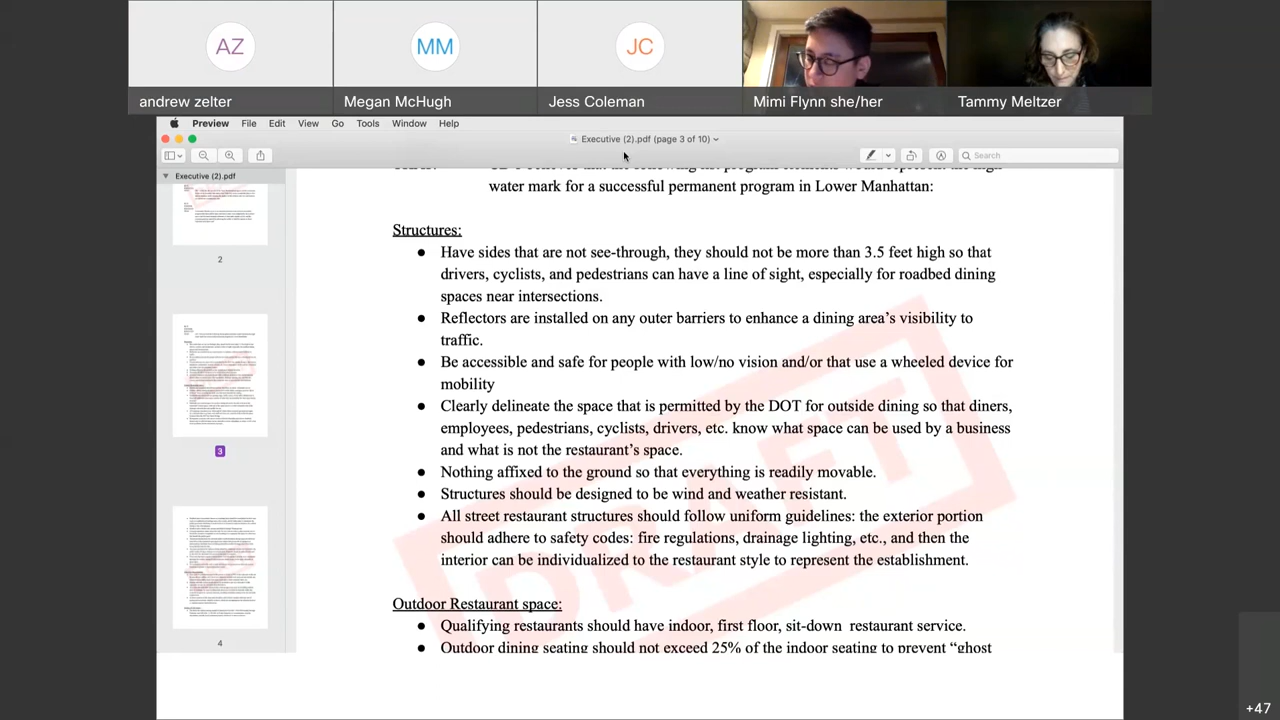 AZ
MM
JC
andrew zelter
Megan McHugh
Jess Coleman
Mimi Flynn she/her
Tammy Meltzer
Preview File Edit View Go Tools Window Help
Executive (2).pdf (page 3 of 10)
Search
Executive (2).pdf
2
3
4
water mark for a successful permanent program in Lower Manhattan.
Structures:
● Have sides that are not see-through, they should not be more than 3.5 feet high so that
drivers, cyclists, and pedestrians can have a line of sight, especially for roadbed dining
spaces near intersections.
● Reflectors are installed on any outer barriers to enhance a dining area’s visibility to
traffic.
● Barriers are suited for people with low/no vision and/or that use an assistive device for
mobility
● Clearly demarcate space as permitted by the DOT for outside dining so that diners,
employees, pedestrians, cyclists, drivers, etc. know what space can be used by a business
and what is not the restaurant’s space.
● Nothing affixed to the ground so that everything is readily movable.
● Structures should be designed to be wind and weather resistant.
● All street restaurant structures should follow uniform guidelines: the exterior portion
should adhere to safety codes, fire regulations, drainage lighting, etc., and then the
interior can be individualized to the restaurant style to represent the establishment.
Outdoor Restaurant space:
● Qualifying restaurants should have indoor, first floor, sit-down restaurant service.
● Outdoor dining seating should not exceed 25% of the indoor seating to prevent “ghost
+47